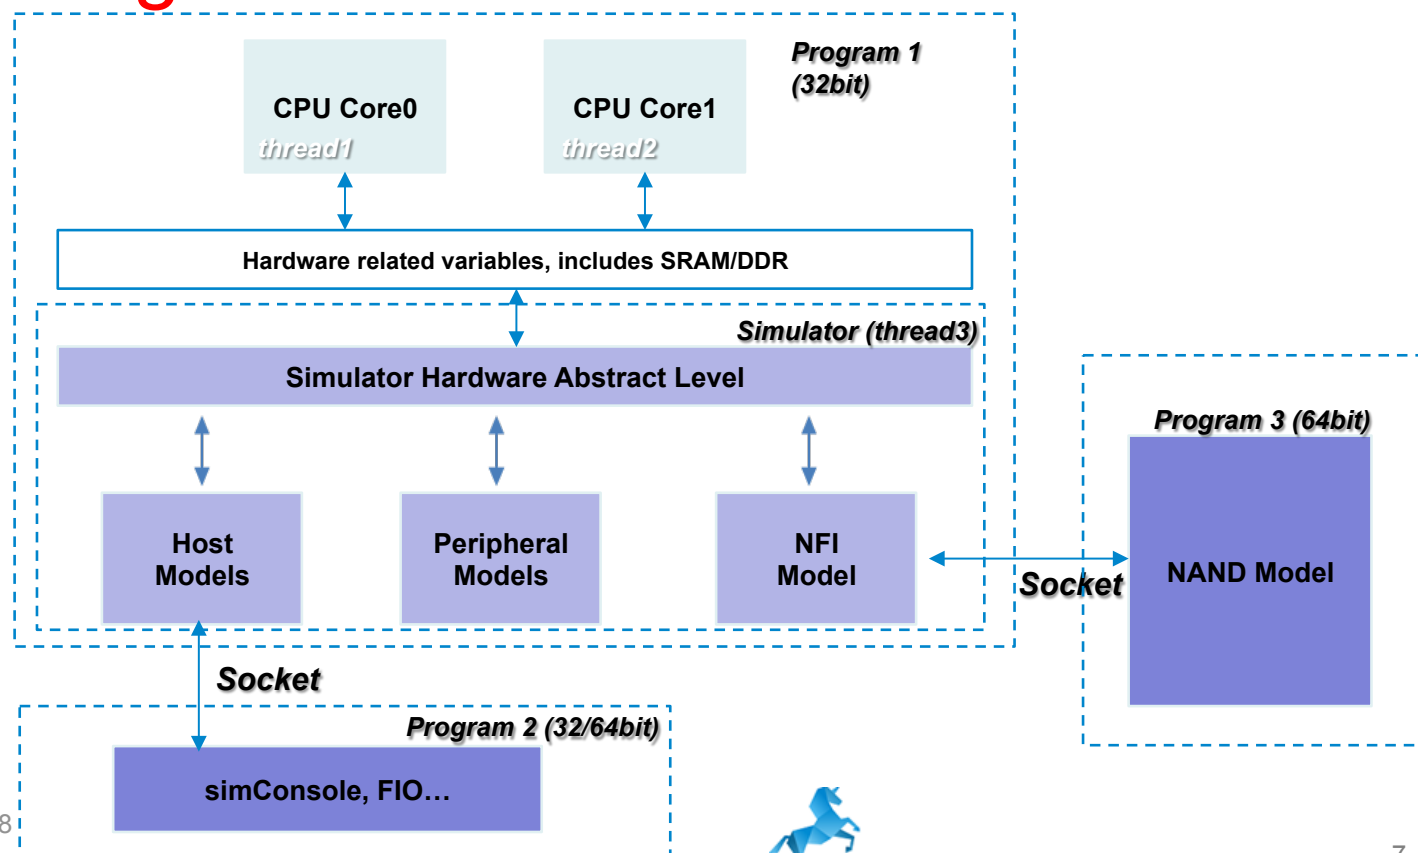 g
Program 1
(32bit)
CPU Core0
thread1
CPU Core1
thread2
Hardware related variables, includes SRAM/DDR
Simulator (thread3)
Simulator Hardware Abstract Level
Host
Models
Peripheral
Models
NFI
Model
Socket
Program 3 (64bit)
NAND Model
Socket
Program 2 (32/64bit)
simConsole, FIO…
8
7